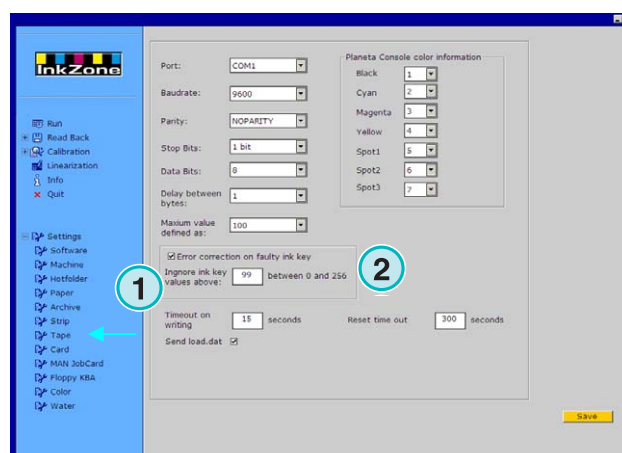 InkZone
Run
Read Back
Calibration
Linearization
Info
Quit
Settings
Software
Machine
Hotfolder
Paper
Archive
Strip
Tape
Card
MAN JobCard
Floppy KBA
Color
Water
Port: COM1
Baudrate: 9600
Parity: NOPARITY
Stop Bits: 1 bit
Data Bits: 8
Delay between
bytes: 1
Maxium value
defined as: 100
Planeta Console color information
Black 1
Cyan 2
Magenta 3
Yellow 4
Spot1 5
Spot2 6
Spot3 7
Error correction on faulty ink key
Ingnore ink key
values above: 99 between 0 and 256
1
2
Timeout on
writing 15 seconds
Reset time out 300 seconds
Send load.dat
Save